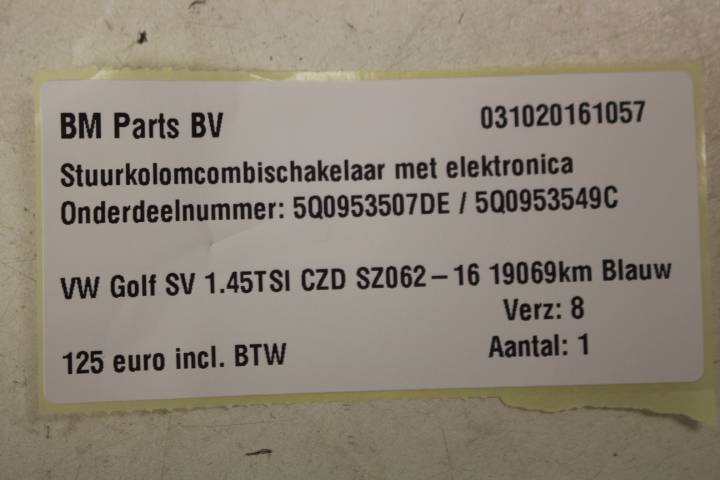 BM Parts BV 031020161057
Stuurkolomcombischakelaar met elektronica
Onderdeelnummer: 5Q0953507DE / 5Q0953549C
VW Golf SV 1.45TSI CZD SZ062-16 19069km Blauw
Verz: 8
125 euro incl. BTW Aantal: 1